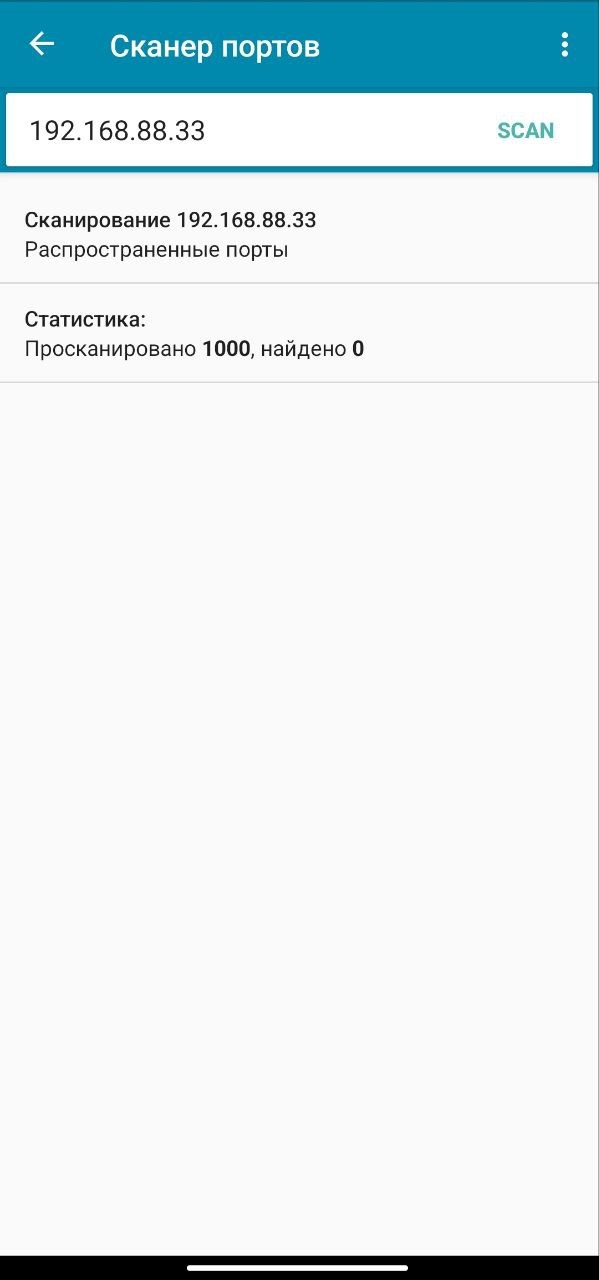 Сканер портов
192.168.88.33 SCAN
Сканирование 192.168.88.33
Распространенные порты
Статистика:
Просканировано 1000, найдено 0